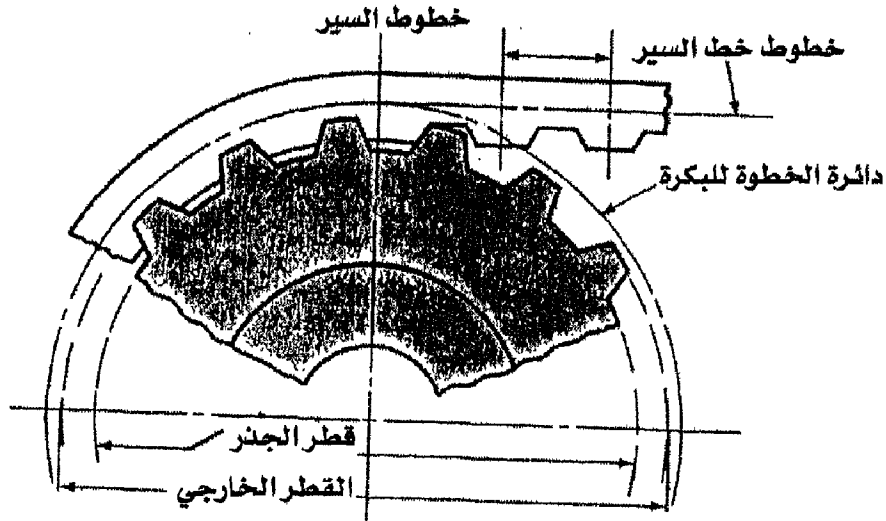 خطوط السير
خطوط خط السير
دائرة الخطوة للبكرة
قطر الجذر
القطر الخارجي